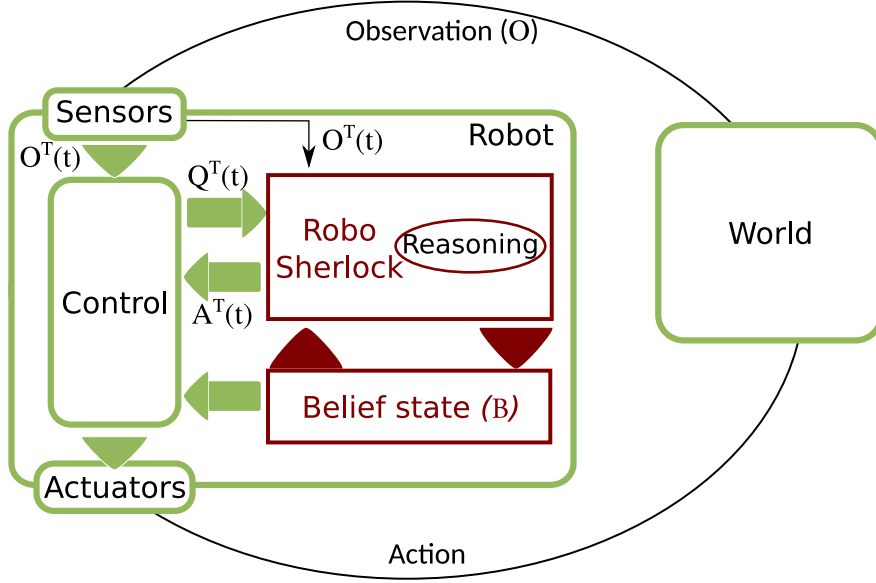 Observation (O)
Sensors
Robot
O^T(t)
O^T(t)
Q^T(t)
Robo
Sherlock
Reasoning
World
Control
A^T(t)
Belief state (B)
Actuators
Action